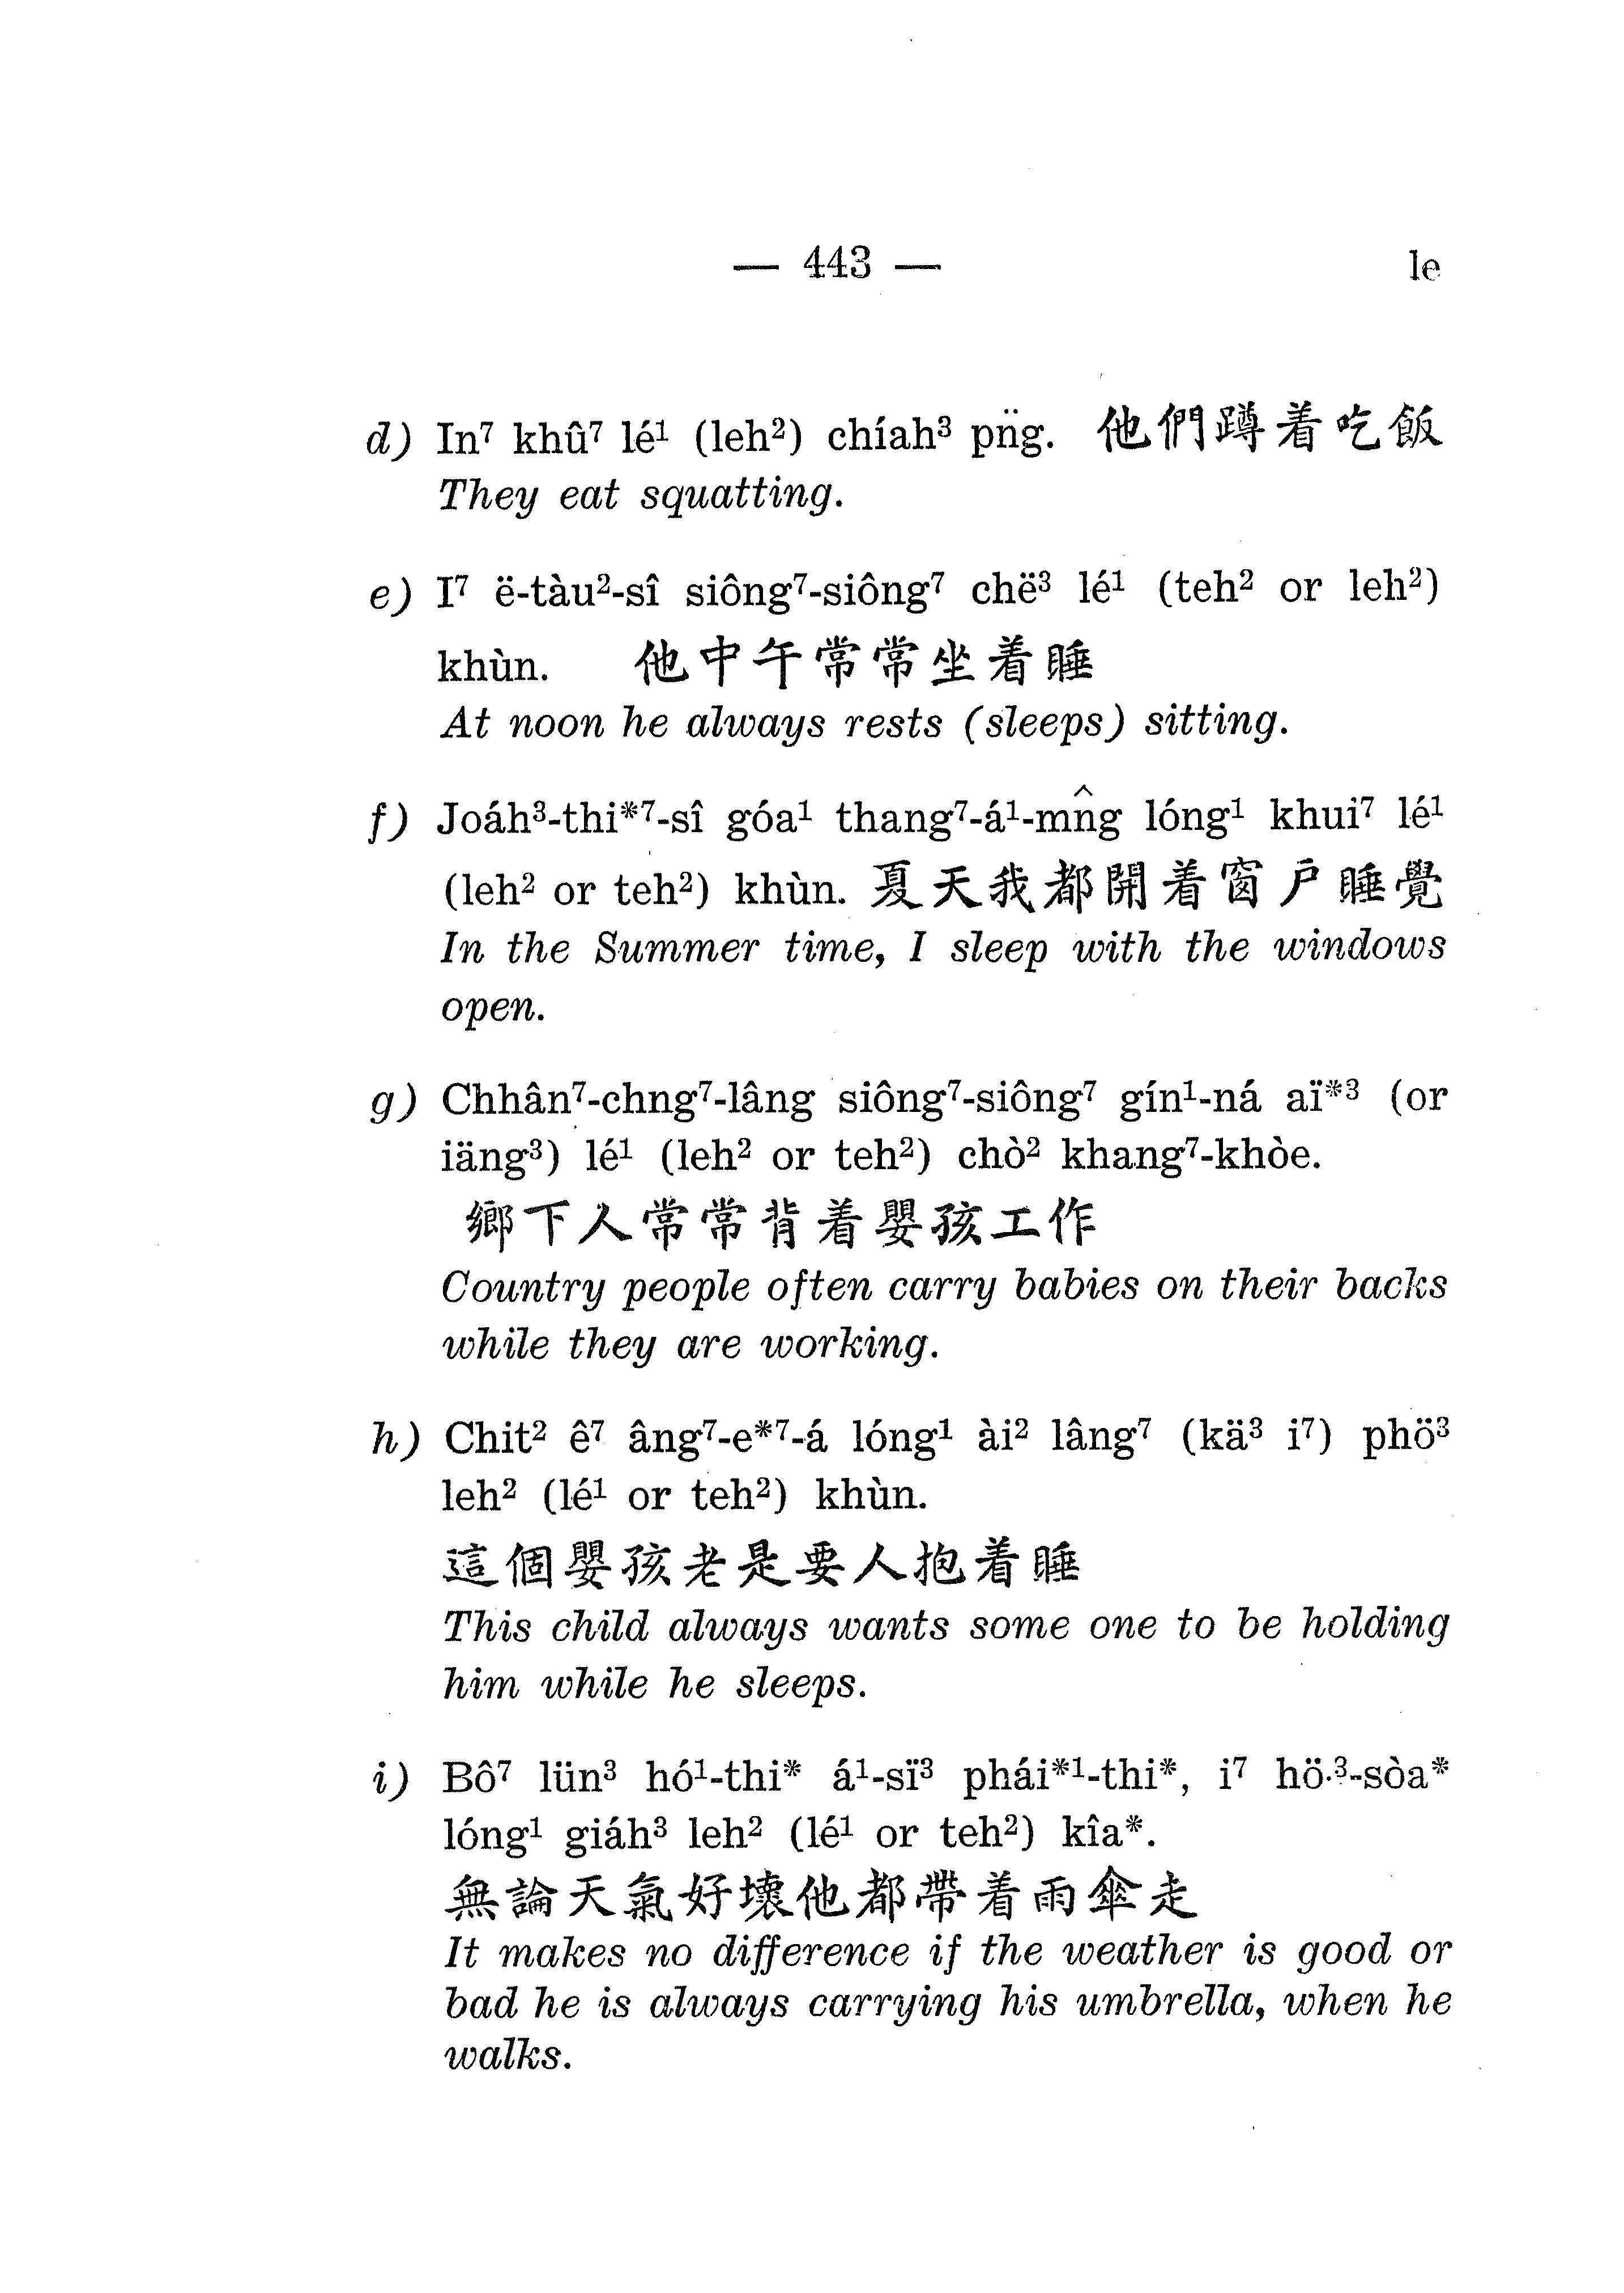 — 443 — le
d) In⁷ khû⁷ lé¹ (leh²) chíah³ pn̈g. 他們蹲着吃飯
They eat squatting.
e) I⁷ ë-tàu²-sî siông⁷-siông⁷ chë³ lé¹ (teh² or leh²)
khùn. 他中午常常坐着睡
At noon he always rests (sleeps) sitting.
f) Joáh³-thi*⁷-sî góa¹ thang⁷-á¹-mn̂g lóng¹ khui⁷ lé¹
(leh² or teh²) khùn. 夏天我都開着窗戶睡覺
In the Summer time, I sleep with the windows
open.
g) Chhân⁷-chng⁷-lâng siông⁷-siông⁷ gín¹-ná aï*³ (or
iäng³) lé¹ (leh² or teh²) chò² khang⁷-khòe.
鄉下人常常背着嬰孩工作
Country people often carry babies on their backs
while they are working.
h) Chit² ê⁷ âng⁷-e*⁷-á lóng¹ ài² lâng⁷ (kä³ i⁷) phö³
leh² (lé¹ or teh²) khùn.
這個嬰孩老是要人抱着睡
This child always wants some one to be holding
him while he sleeps.
i) Bô⁷ lün³ hó¹-thi* á¹-sï³ phái*¹-thi*, i⁷ hö·³-sòa*
lóng¹ giáh³ leh² (lé¹ or teh²) kîa*.
無論天氣好壞他都帶着雨傘走
It makes no difference if the weather is good or
bad he is always carrying his umbrella, when he
walks.